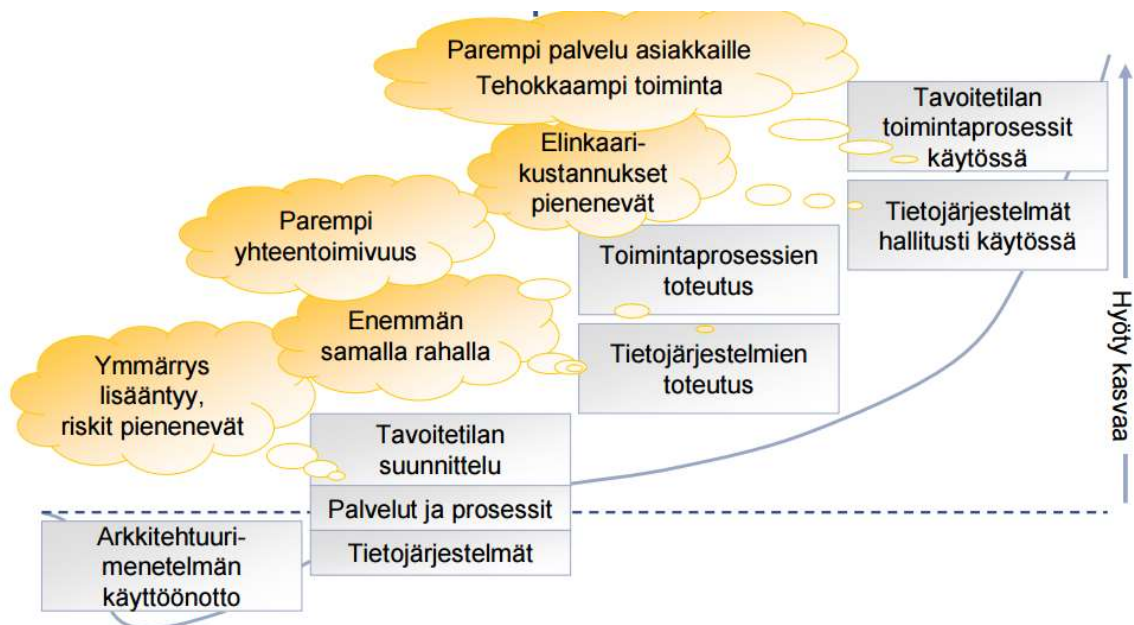 Parempi palvelu asiakkaille
Tehokkaampi toiminta
Tavoitetilan
toimintaprosessit
käytössä
Elinkaari-
kustannukset
pienenevät
Tietojärjestelmät
hallitusti käytössä
Parempi
yhteentoimivuus
Toimintaprosessien
toteutus
Enemmän
samalla rahalla
Tietojärjestelmien
toteutus
Ymmärrys
lisääntyy,
riskit pienenevät
Tavoitetilan
suunnittelu
Palvelut ja prosessit
Tietojärjestelmät
Arkkitehtuuri-
menetelmän
käyttöönotto
Hyöty kasvaa